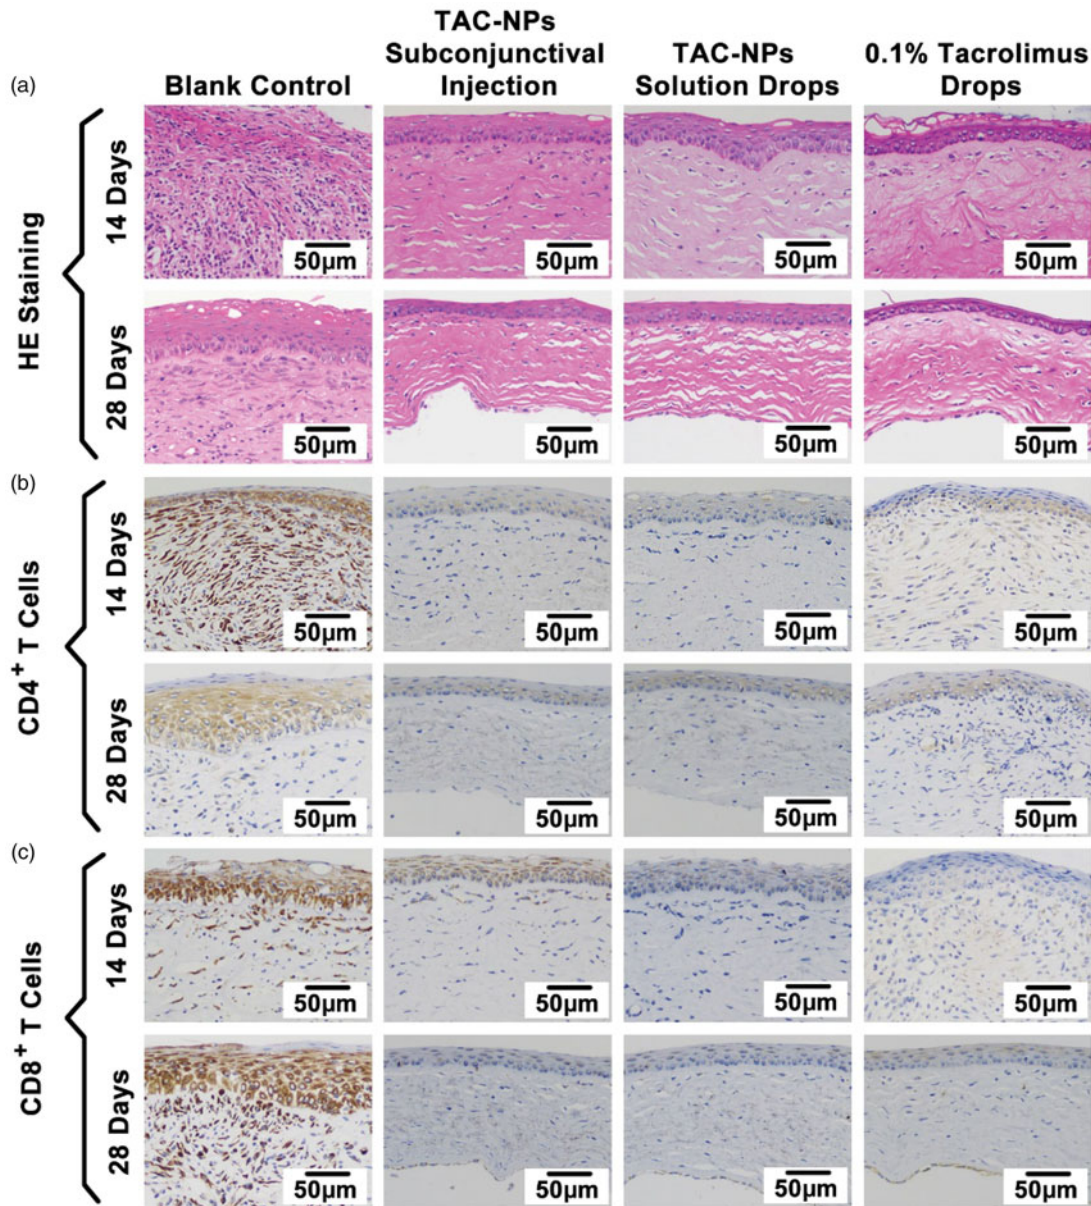 TAC-NPs
Subconjunctival
Injection
TAC-NPs
Solution Drops
0.1% Tacrolimus
Drops
Blank Control
(a)
HE Staining
14 Days
50µm
50µm
50µm
50µm
28 Days
50µm
50µm
50µm
50µm
(b)
CD4+ T Cells
14 Days
50µm
50µm
50µm
50µm
28 Days
50µm
50µm
50µm
50µm
(c)
CD8+ T Cells
14 Days
50µm
50µm
50µm
50µm
28 Days
50µm
50µm
50µm
50µm